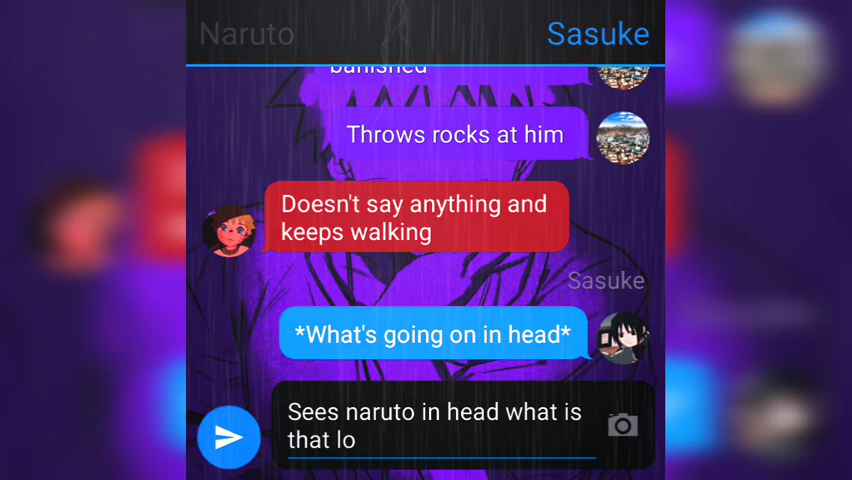 Naruto
Sasuke
banished
Throws rocks at him
Doesn't say anything and
keeps walking
Sasuke
*What's going on in head*
Sees naruto in head what is
that lo